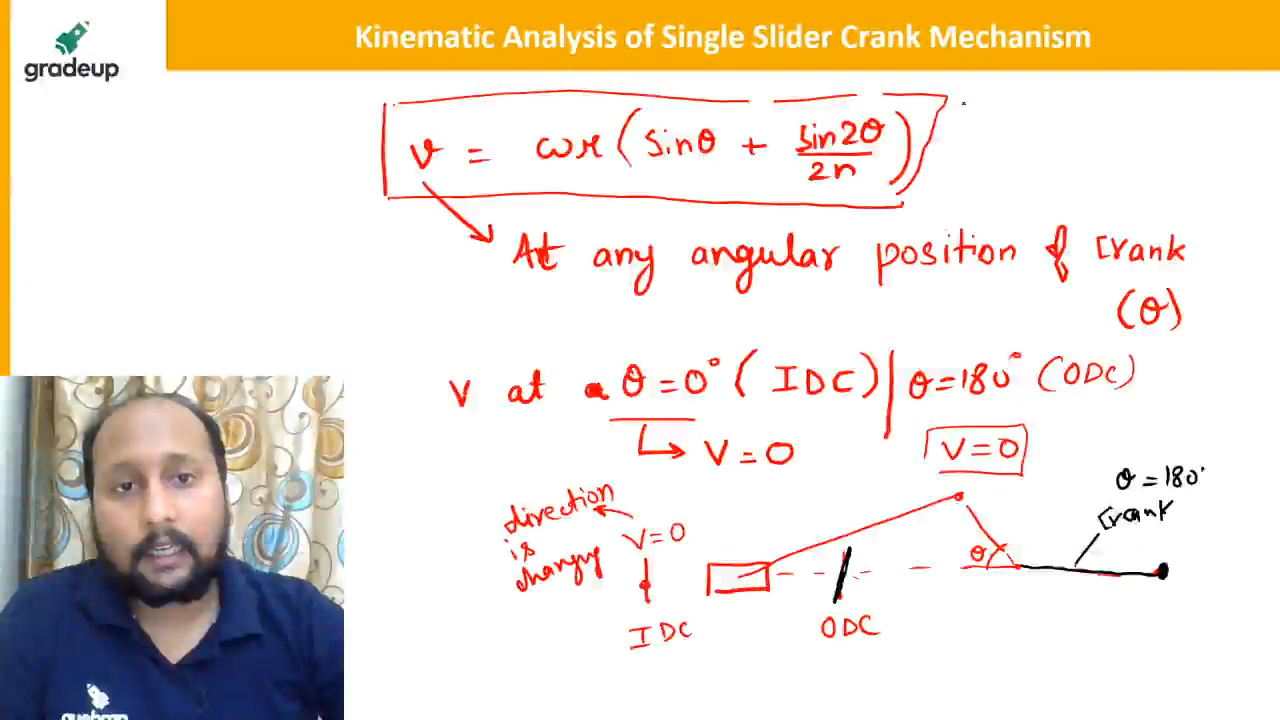 Kinematic Analysis of Single Slider Crank Mechanism
gradeup
v = ωr (sinθ + sin2θ/2n)
At any angular position of Crank
(θ)
V at θ = 0° ( IDC) | θ = 180° (ODC)
V = 0
V = 0
θ = 180°
Crank
direction
is
changing
V = 0
θ
IDC
ODC